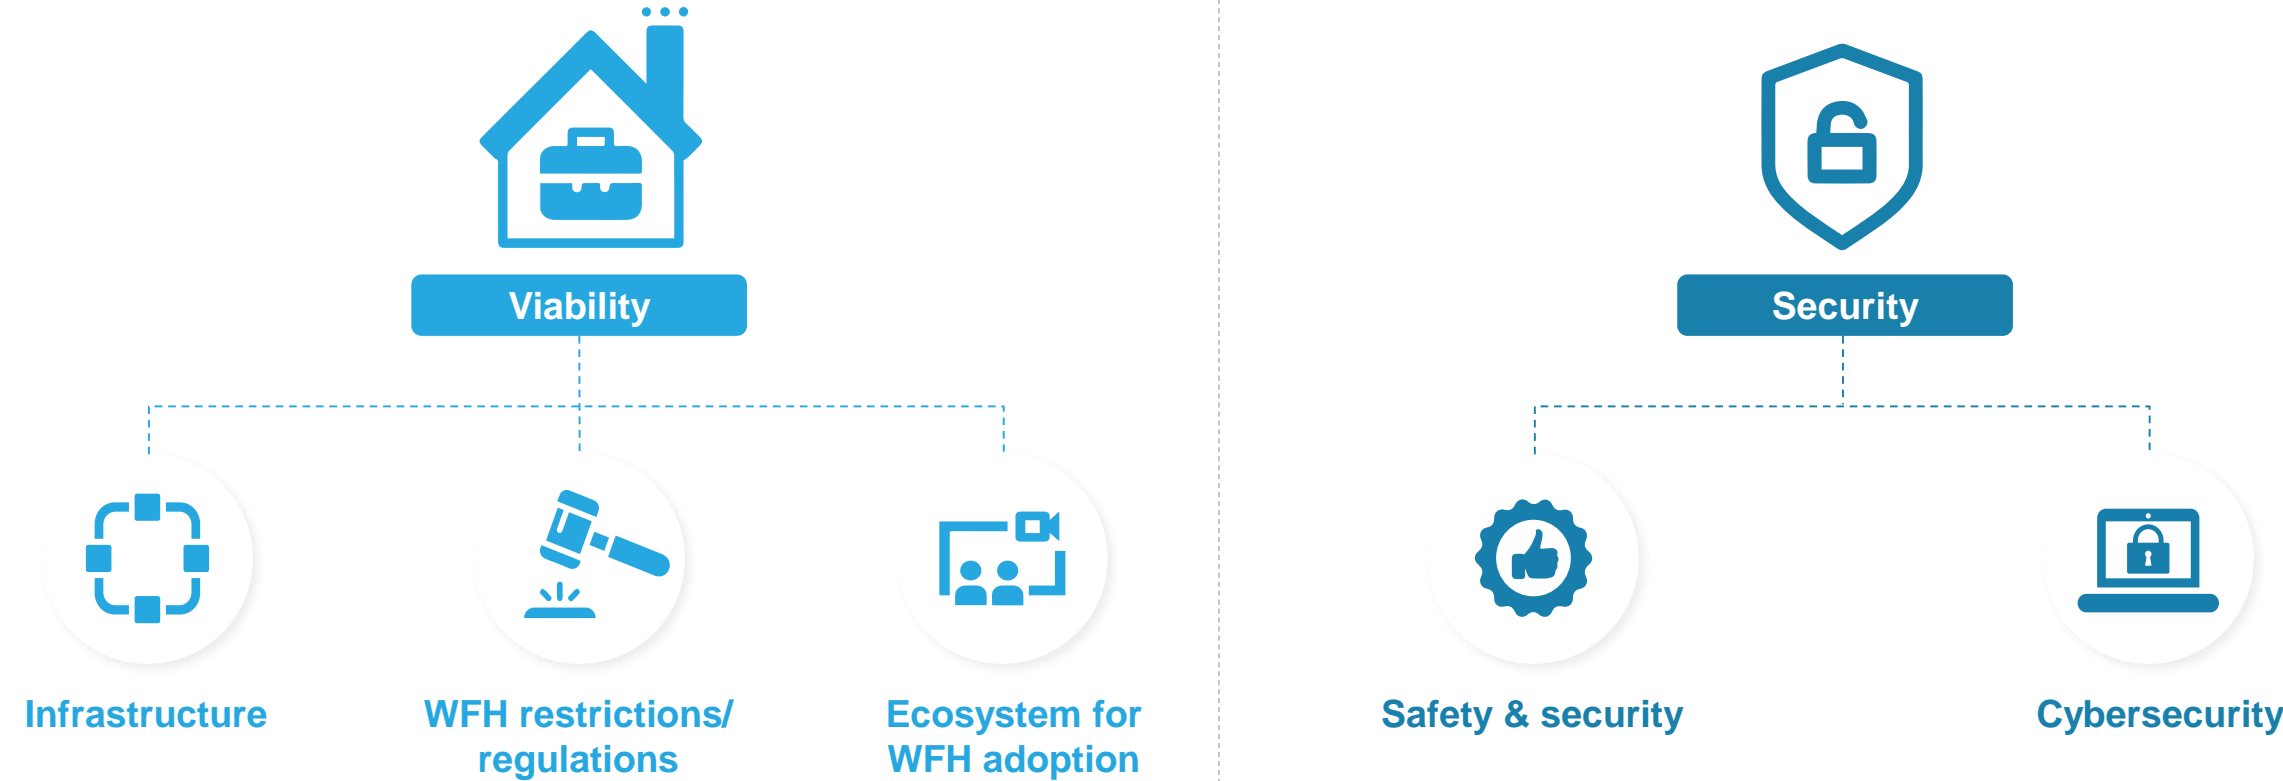 Viability
Security
Infrastructure
WFH restrictions/
regulations
Ecosystem for
WFH adoption
Safety & security
Cybersecurity